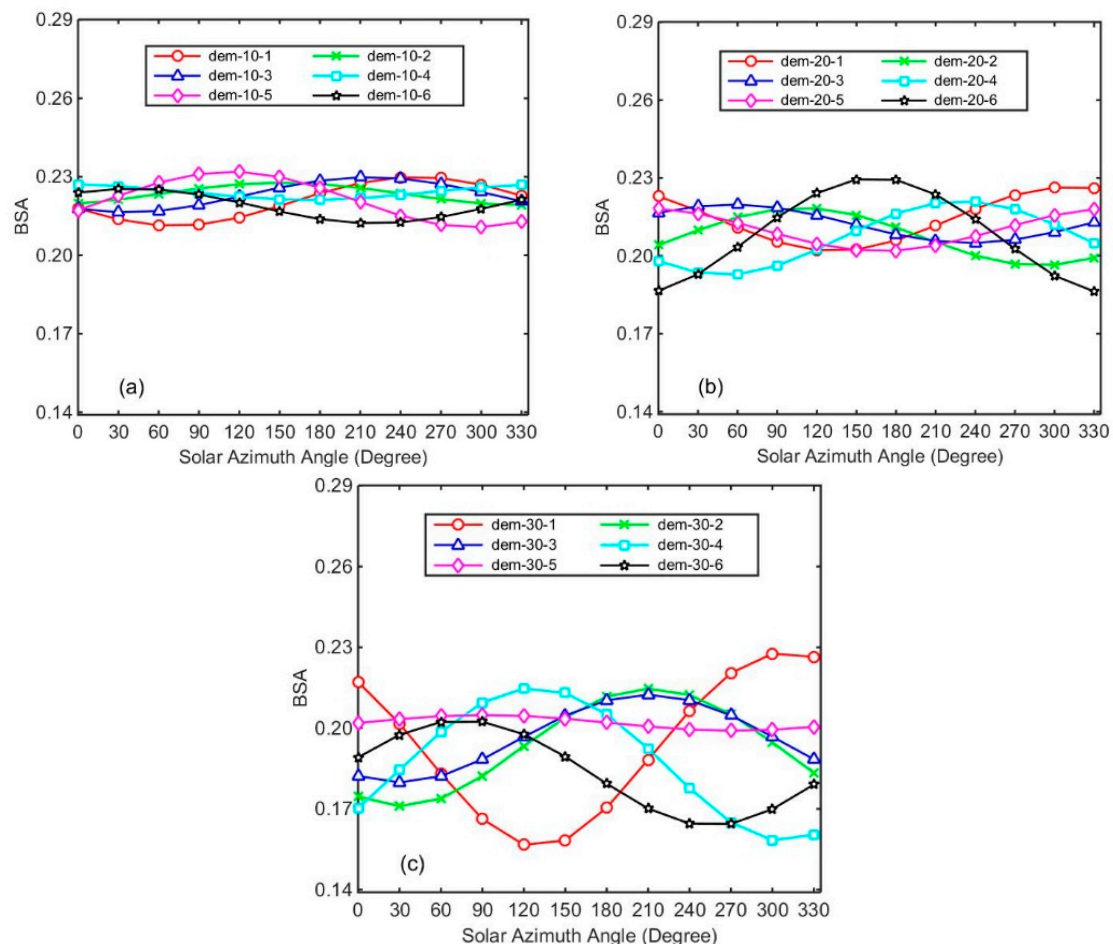 0.29
dem-10-1 dem-10-2
dem-10-3 dem-10-4
dem-10-5 dem-10-6
0.26
0.23
BSA
0.20
0.17
(a)
0.14
0 30 60 90 120 150 180 210 240 270 300 330
Solar Azimuth Angle (Degree)
0.29
dem-20-1 dem-20-2
dem-20-3 dem-20-4
dem-20-5 dem-20-6
0.26
0.23
BSA
0.20
0.17
(b)
0.14
0 30 60 90 120 150 180 210 240 270 300 330
Solar Azimuth Angle (Degree)
0.29
dem-30-1 dem-30-2
dem-30-3 dem-30-4
dem-30-5 dem-30-6
0.26
0.23
BSA
0.20
0.17
(c)
0.14
0 30 60 90 120 150 180 210 240 270 300 330
Solar Azimuth Angle (Degree)